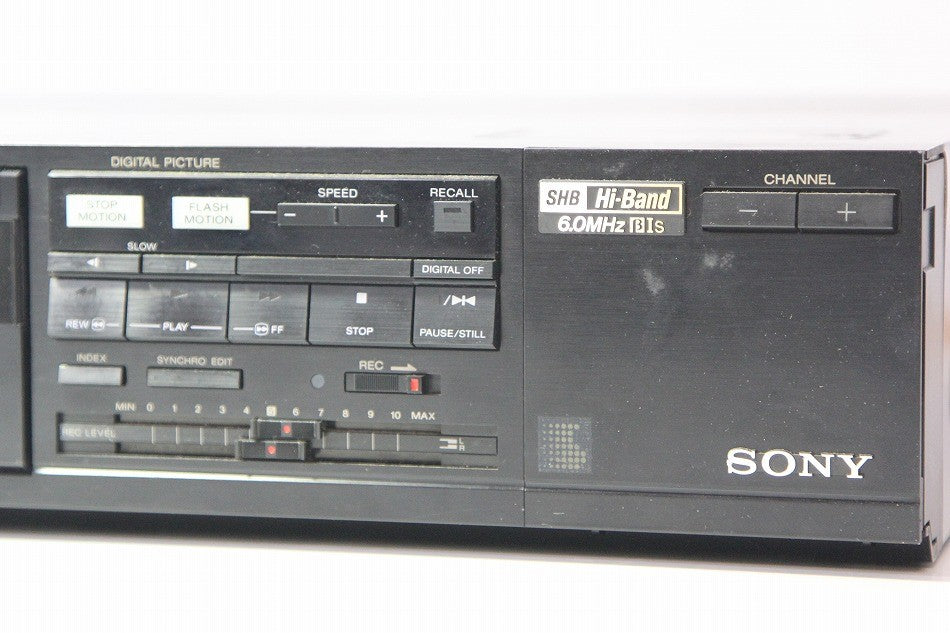 DIGITAL PICTURE
STOP MOTION
FLASH MOTION
SPEED
− +
RECALL
SLOW
DIGITAL OFF
REW
PLAY
FF
STOP
PAUSE/STILL
INDEX
SYNCHRO EDIT
REC
MIN 0 1 2 3 4 5 6 7 8 9 10 MAX
REC LEVEL
L
R
SHB Hi-Band
6.0MHz βIs
CHANNEL
− +
SONY